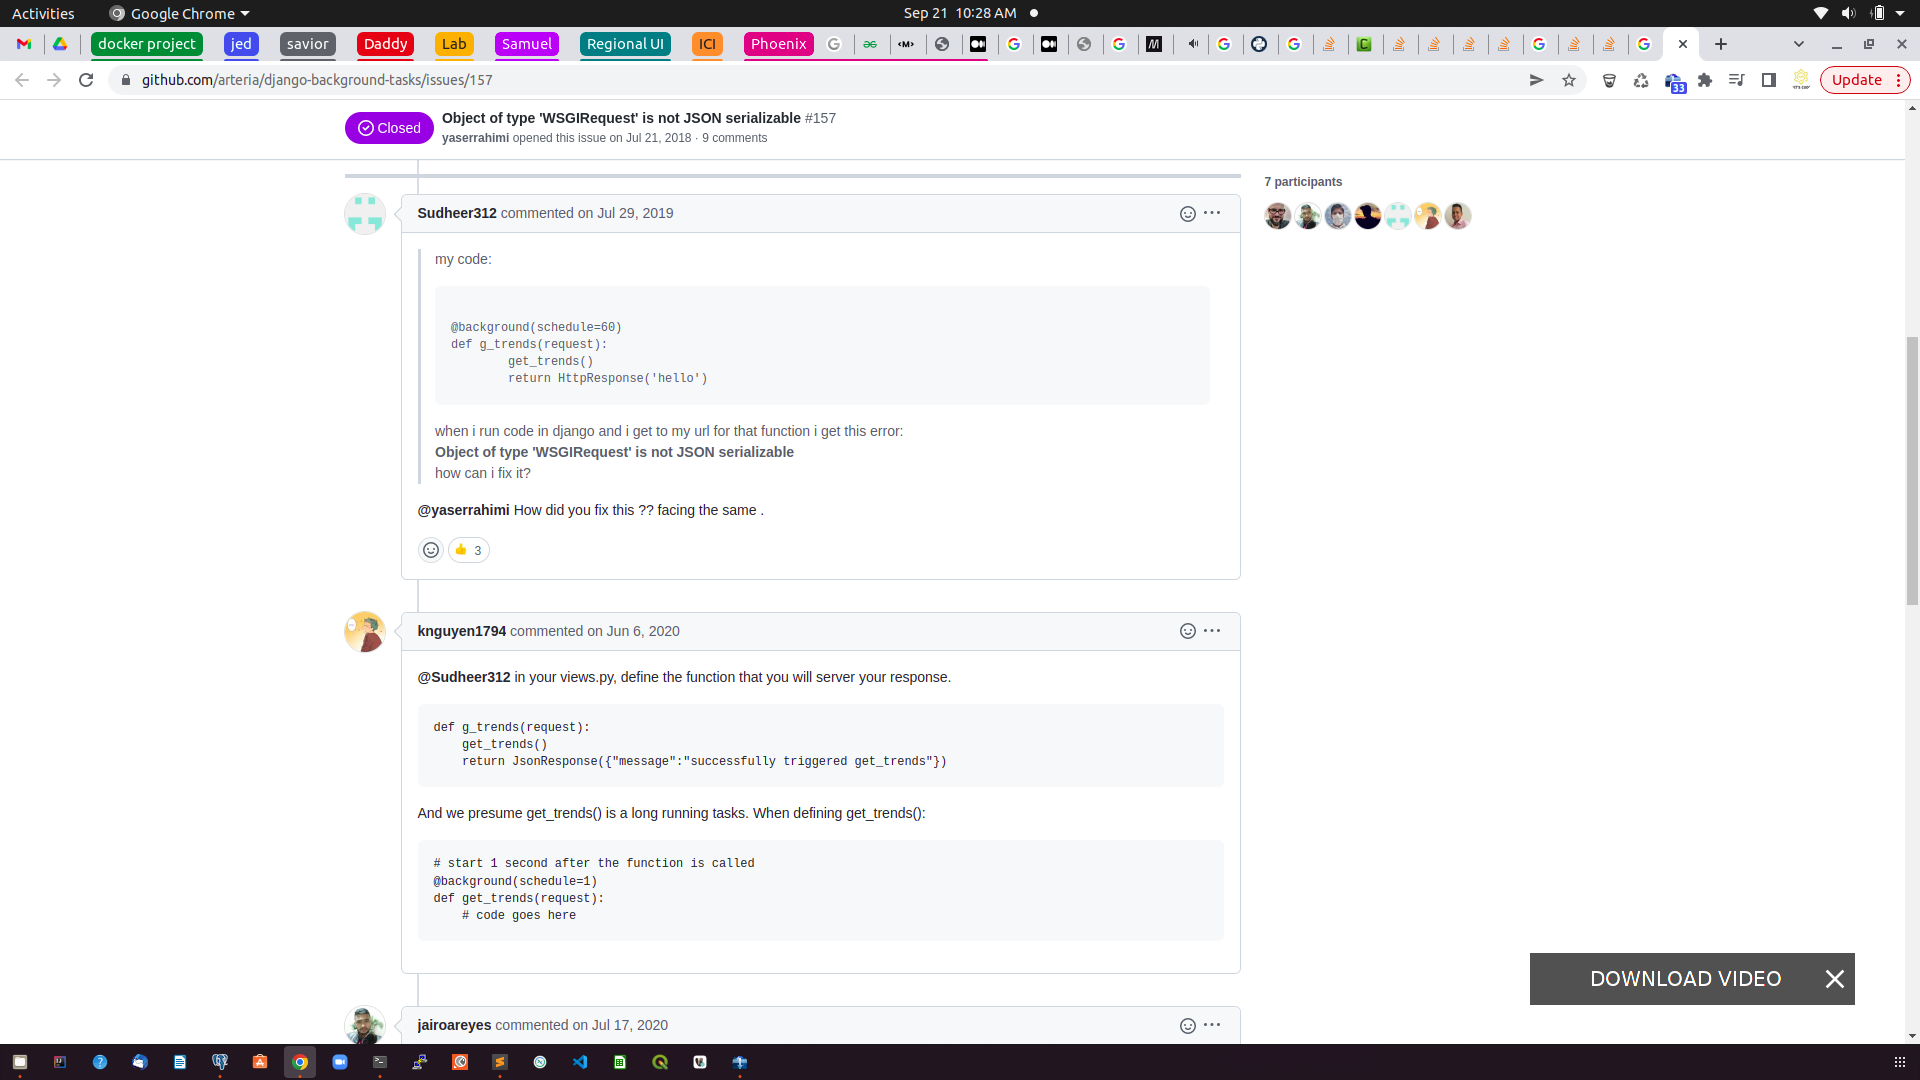 Activities
Google Chrome
Sep 21 10:28 AM
docker project
jed
savior
Daddy
Lab
Samuel
Regional UI
ICI
Phoenix
github.com/arteria/django-background-tasks/issues/157
33
Update
Closed
Object of type 'WSGIRequest' is not JSON serializable #157
yaserrahimi opened this issue on Jul 21, 2018 · 9 comments
7 participants
Sudheer312 commented on Jul 29, 2019
my code:
@background(schedule=60)
def g_trends(request):
        get_trends()
        return HttpResponse('hello')
when i run code in django and i get to my url for that function i get this error:
Object of type 'WSGIRequest' is not JSON serializable
how can i fix it?
@yaserrahimi How did you fix this ?? facing the same .
3
knguyen1794 commented on Jun 6, 2020
@Sudheer312 in your views.py, define the function that you will server your response.
def g_trends(request):
    get_trends()
    return JsonResponse({"message":"successfully triggered get_trends"})
And we presume get_trends() is a long running tasks. When defining get_trends():
# start 1 second after the function is called
@background(schedule=1)
def get_trends(request):
    # code goes here
DOWNLOAD VIDEO
jairoareyes commented on Jul 17, 2020